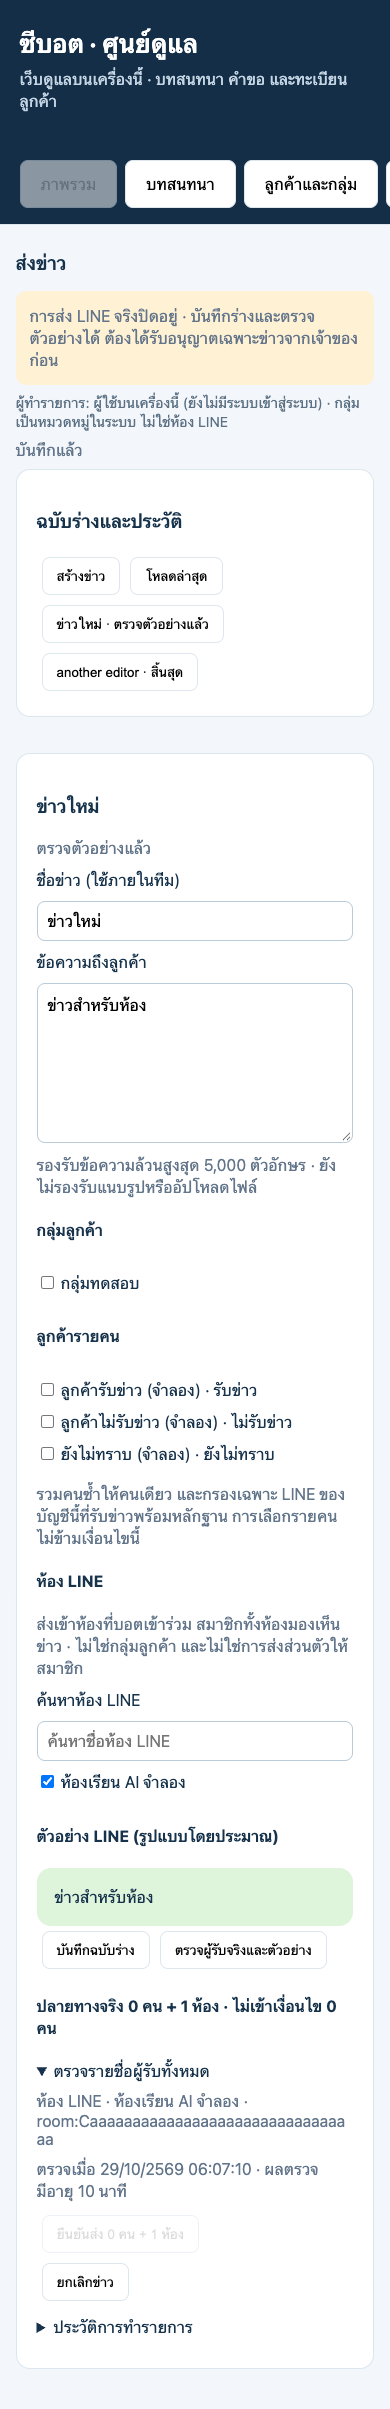 ซีบอต · ศูนย์ดูแล
เว็บดูแลบนเครื่องนี้ · บทสนทนา คำขอ และทะเบียน
ลูกค้า
ภาพรวม
บทสนทนา
ลูกค้าและกลุ่ม
ส่งข่าว
การส่ง LINE จริงปิดอยู่ · บันทึกร่างและตรวจ
ตัวอย่างได้ ต้องได้รับอนุญาตเฉพาะข่าวจากเจ้าของ
ก่อน
ผู้ทำรายการ: ผู้ใช้บนเครื่องนี้ (ยังไม่มีระบบเข้าสู่ระบบ) · กลุ่ม
เป็นหมวดหมู่ในระบบ ไม่ใช่ห้อง LINE
บันทึกแล้ว
ฉบับร่างและประวัติ
สร้างข่าว
โหลดล่าสุด
ข่าวใหม่ · ตรวจตัวอย่างแล้ว
another editor · สิ้นสุด
ข่าวใหม่
ตรวจตัวอย่างแล้ว
ชื่อข่าว (ใช้ภายในทีม)
ข่าวใหม่
ข้อความถึงลูกค้า
ข่าวสำหรับห้อง
รองรับข้อความล้วนสูงสุด 5,000 ตัวอักษร · ยัง
ไม่รองรับแนบรูปหรืออัปโหลดไฟล์
กลุ่มลูกค้า
กลุ่มทดสอบ
ลูกค้ารายคน
ลูกค้ารับข่าว (จำลอง) · รับข่าว
ลูกค้าไม่รับข่าว (จำลอง) · ไม่รับข่าว
ยังไม่ทราบ (จำลอง) · ยังไม่ทราบ
รวมคนซ้ำให้คนเดียว และกรองเฉพาะ LINE ของ
บัญชีนี้ที่รับข่าวพร้อมหลักฐาน การเลือกรายคน
ไม่ข้ามเงื่อนไขนี้
ห้อง LINE
ส่งเข้าห้องที่บอตเข้าร่วม สมาชิกทั้งห้องมองเห็น
ข่าว · ไม่ใช่กลุ่มลูกค้า และไม่ใช่การส่งส่วนตัวให้
สมาชิก
ค้นหาห้อง LINE
ค้นหาชื่อห้อง LINE
ห้องเรียน AI จำลอง
ตัวอย่าง LINE (รูปแบบโดยประมาณ)
ข่าวสำหรับห้อง
บันทึกฉบับร่าง
ตรวจผู้รับจริงและตัวอย่าง
ปลายทางจริง 0 คน + 1 ห้อง · ไม่เข้าเงื่อนไข 0
คน
▼ ตรวจรายชื่อผู้รับทั้งหมด
ห้อง LINE · ห้องเรียน AI จำลอง ·
room:Caaaaaaaaaaaaaaaaaaaaaaaaaaaaaa
aa
ตรวจเมื่อ 29/10/2569 06:07:10 · ผลตรวจ
มีอายุ 10 นาที
ยืนยันส่ง 0 คน + 1 ห้อง
ยกเลิกข่าว
▶ ประวัติการทำรายการ